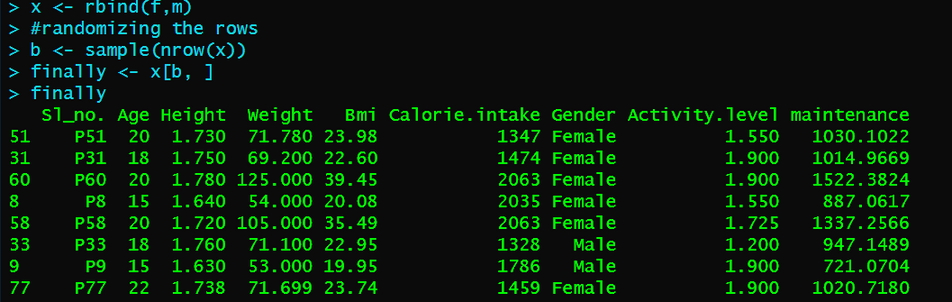 > x <- rbind(f,m)
> #randomizing the rows
> b <- sample(nrow(x))
> finally <- x[b, ]
> finally
Sl_no. Age Height Weight Bmi Calorie.intake Gender Activity.level maintenance
51 P51 20 1.730 71.780 23.98 1347 Female 1.550 1030.1022
31 P31 18 1.750 69.200 22.60 1474 Female 1.900 1014.9669
60 P60 20 1.780 125.000 39.45 2063 Female 1.900 1522.3824
8 P8 15 1.640 54.000 20.08 2035 Female 1.550 887.0617
58 P58 20 1.720 105.000 35.49 2063 Female 1.725 1337.2566
33 P33 18 1.760 71.100 22.95 1328 Male 1.200 947.1489
9 P9 15 1.630 53.000 19.95 1786 Male 1.900 721.0704
77 P77 22 1.738 71.699 23.74 1459 Female 1.900 1020.7180